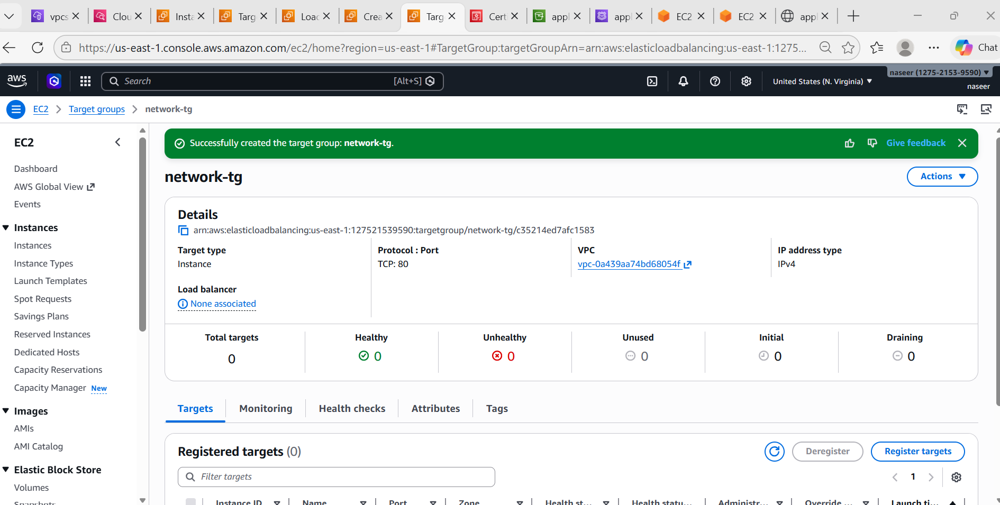 vpcs
Clou
Insta
Targ
Load
Crea
Targ
Certi
appl
appl
EC2
EC2
appl
https://us-east-1.console.aws.amazon.com/ec2/home?region=us-east-1#TargetGroup:targetGroupArn=arn:aws:elasticloadbalancing:us-east-1:1275...
Chat
aws
Search
[Alt+S]
United States (N. Virginia)
naseer (1275-2153-9590)
naseer
EC2 > Target groups > network-tg
EC2
Dashboard
AWS Global View
Events
Instances
Instances
Instance Types
Launch Templates
Spot Requests
Savings Plans
Reserved Instances
Dedicated Hosts
Capacity Reservations
Capacity Manager New
Images
AMIs
AMI Catalog
Elastic Block Store
Volumes
Snapshots
Successfully created the target group: network-tg.
Give feedback
network-tg
Actions
Details
arn:aws:elasticloadbalancing:us-east-1:127521539590:targetgroup/network-tg/c35214ed7afc1583
Target type
Instance
Protocol : Port
TCP: 80
VPC
vpc-0a439aa74bd68054f
IP address type
IPv4
Load balancer
None associated
Total targets
0
Healthy
0
Unhealthy
0
Unused
0
Initial
0
Draining
0
Targets
Monitoring
Health checks
Attributes
Tags
Registered targets (0)
Deregister
Register targets
Filter targets
1
Instance ID
Name
Port
Zone
Health st...
Health statu...
Administr...
Override ...
Launch ti...